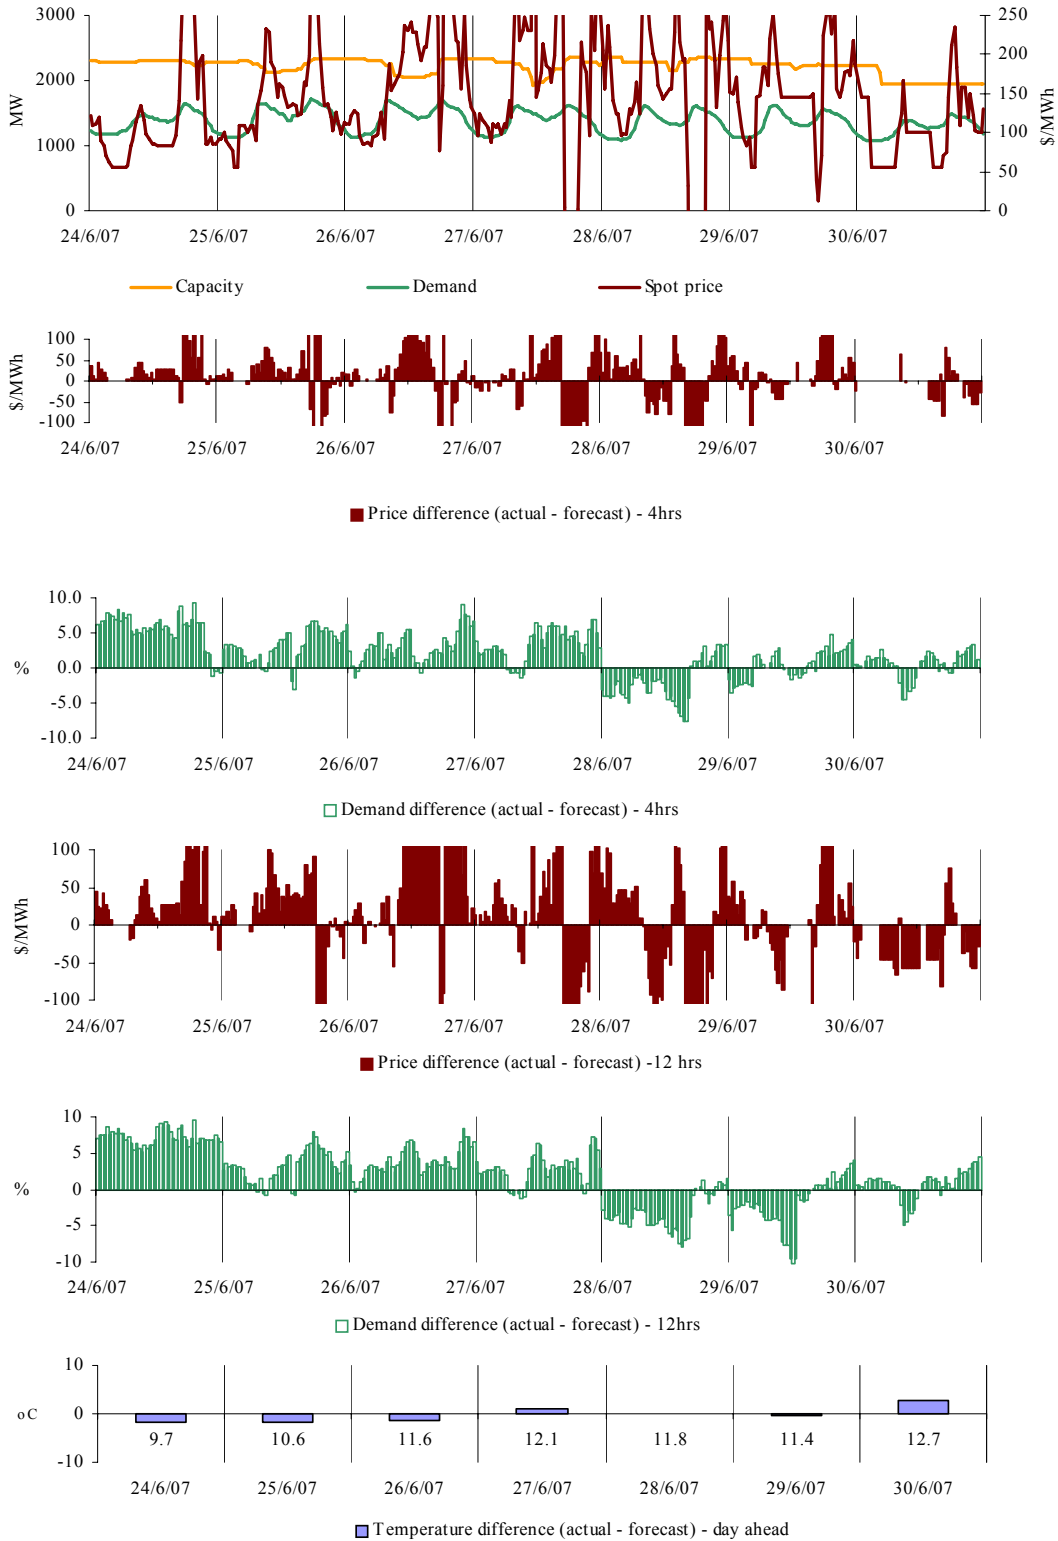 3000 250
200
2000 150
MW $/MWh
100
1000
50
0 0
24/6/07 25/6/07 26/6/07 27/6/07 28/6/07 29/6/07 30/6/07
Capacity Demand Spot price
100
50
$/MWh 0
-50
-100
24/6/07 25/6/07 26/6/07 27/6/07 28/6/07 29/6/07 30/6/07
Price difference (actual - forecast) - 4hrs
10.0
5.0
% 0.0
-5.0
-10.0
24/6/07 25/6/07 26/6/07 27/6/07 28/6/07 29/6/07 30/6/07
Demand difference (actual - forecast) - 4hrs
100
50
$/MWh 0
-50
-100
24/6/07 25/6/07 26/6/07 27/6/07 28/6/07 29/6/07 30/6/07
Price difference (actual - forecast) -12 hrs
10
5
% 0
-5
-10
24/6/07 25/6/07 26/6/07 27/6/07 28/6/07 29/6/07 30/6/07
Demand difference (actual - forecast) - 12hrs
10
oC 0
9.7 10.6 11.6 12.1 11.8 11.4 12.7
-10
24/6/07 25/6/07 26/6/07 27/6/07 28/6/07 29/6/07 30/6/07
Temperature difference (actual - forecast) - day ahead